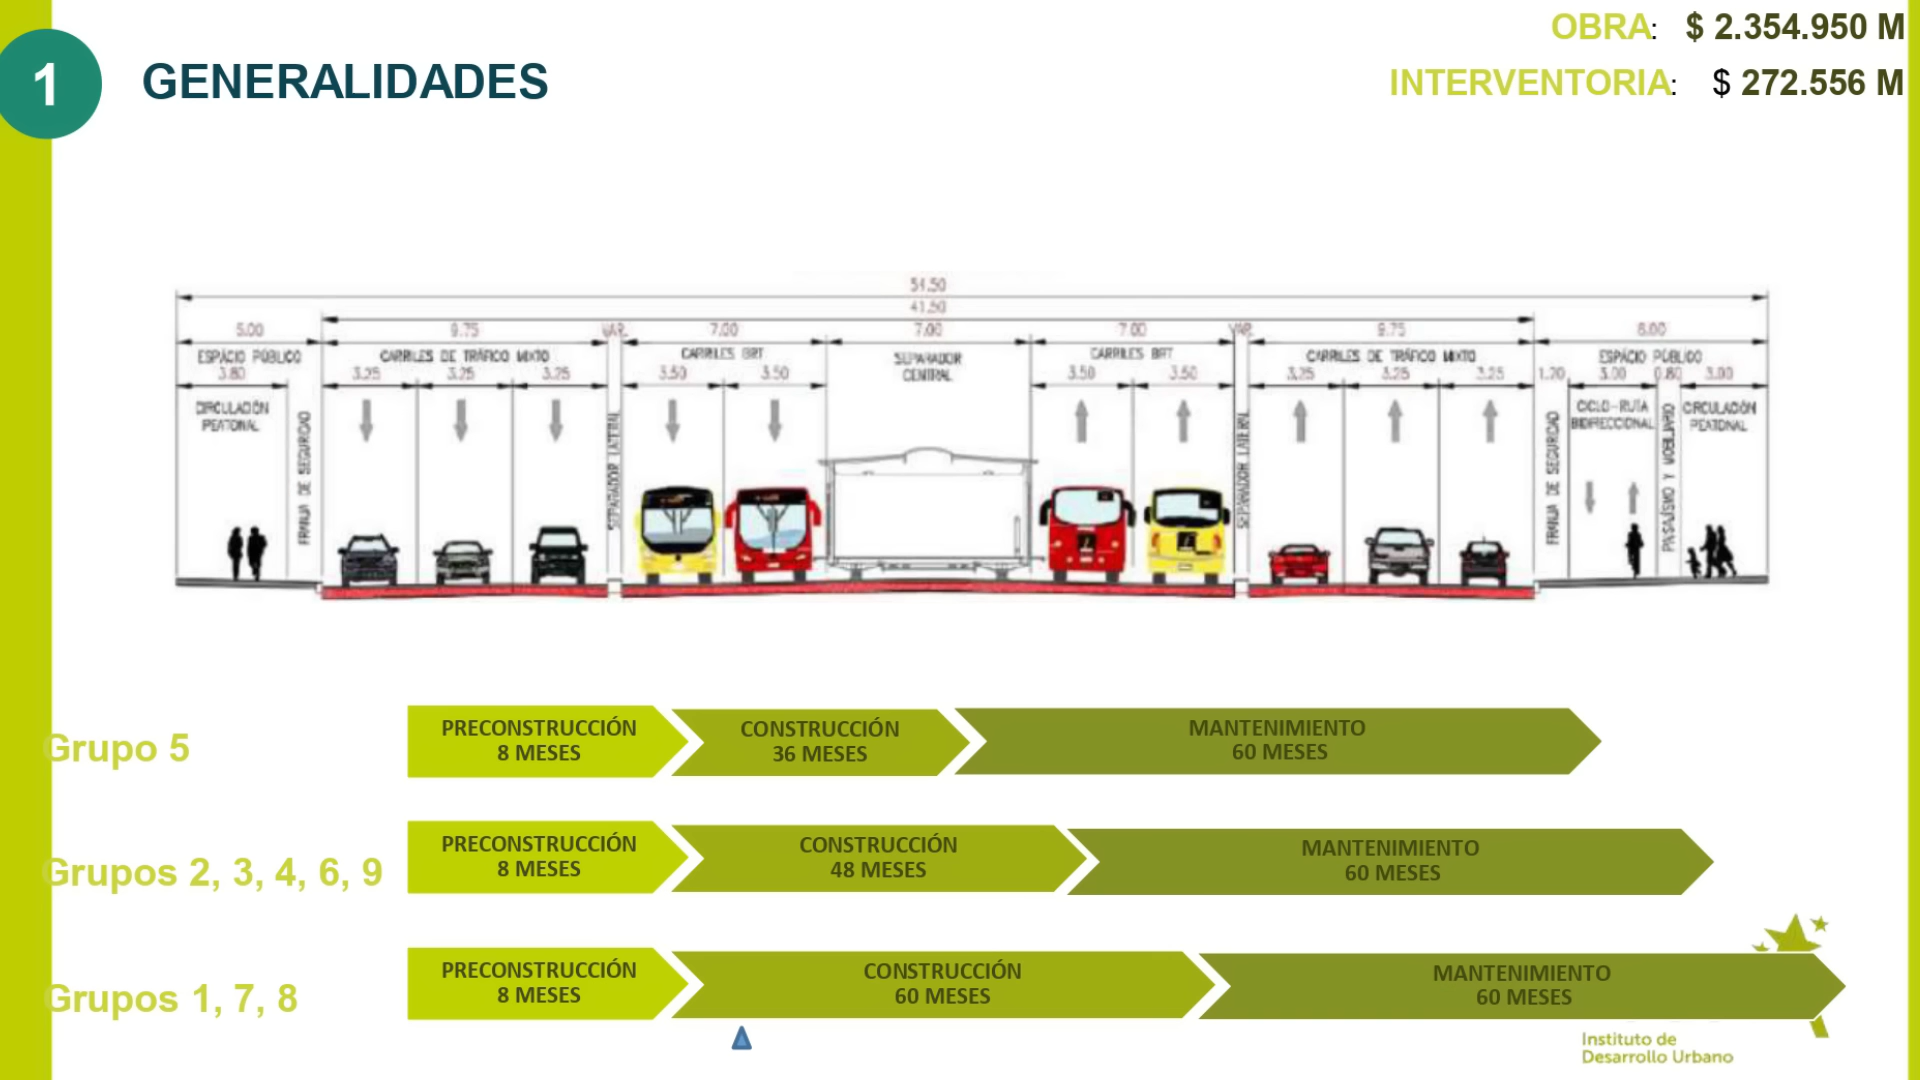 OBRA: $ 2.354.950 M
1 GENERALIDADES
INTERVENTORIA: $ 272.556 M
54.50
41.50
5.00 9.75 VAR. 7.00 7.00 7.00 VAR. 9.75 8.00
ESPÁCIO PÚBLICO CARRILES DE TRÁFICO MIXTO CARRILES BRT SEPARADOR CENTRAL CARRILES BRT CARRILES DE TRÁFICO MIXTO ESPÁCIO PÚBLICO
3.80 3.25 3.25 3.25 3.50 3.50 3.50 3.50 3.25 3.25 3.25 1.20 3.00 0.80 3.00
CIRCULACIÓN PEATONAL
FRANJA DE SEGURIDAD
SEPARADOR LATERAL
SEPARADOR LATERAL
FRANJA DE SEGURIDAD
CICLO-RUTA BIDIRECCIONAL
PAISAJISMO Y MOBILIARIO
CIRCULACIÓN PEATONAL
Grupo 5
PRECONSTRUCCIÓN
8 MESES
CONSTRUCCIÓN
36 MESES
MANTENIMIENTO
60 MESES
Grupos 2, 3, 4, 6, 9
PRECONSTRUCCIÓN
8 MESES
CONSTRUCCIÓN
48 MESES
MANTENIMIENTO
60 MESES
Grupos 1, 7, 8
PRECONSTRUCCIÓN
8 MESES
CONSTRUCCIÓN
60 MESES
MANTENIMIENTO
60 MESES
Instituto de
Desarrollo Urbano